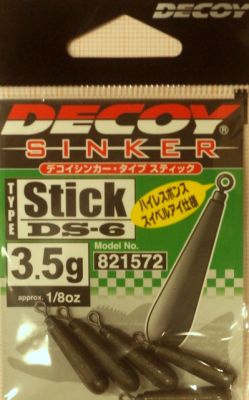 DECOY
DECOY®
SINKER
デコイシンカー・タイプ スティック
TYPE
Stick
DS-6
ハイレスポンス
スイベルアイ仕様
Model No.
821572
3.5g
approx. 1/8oz